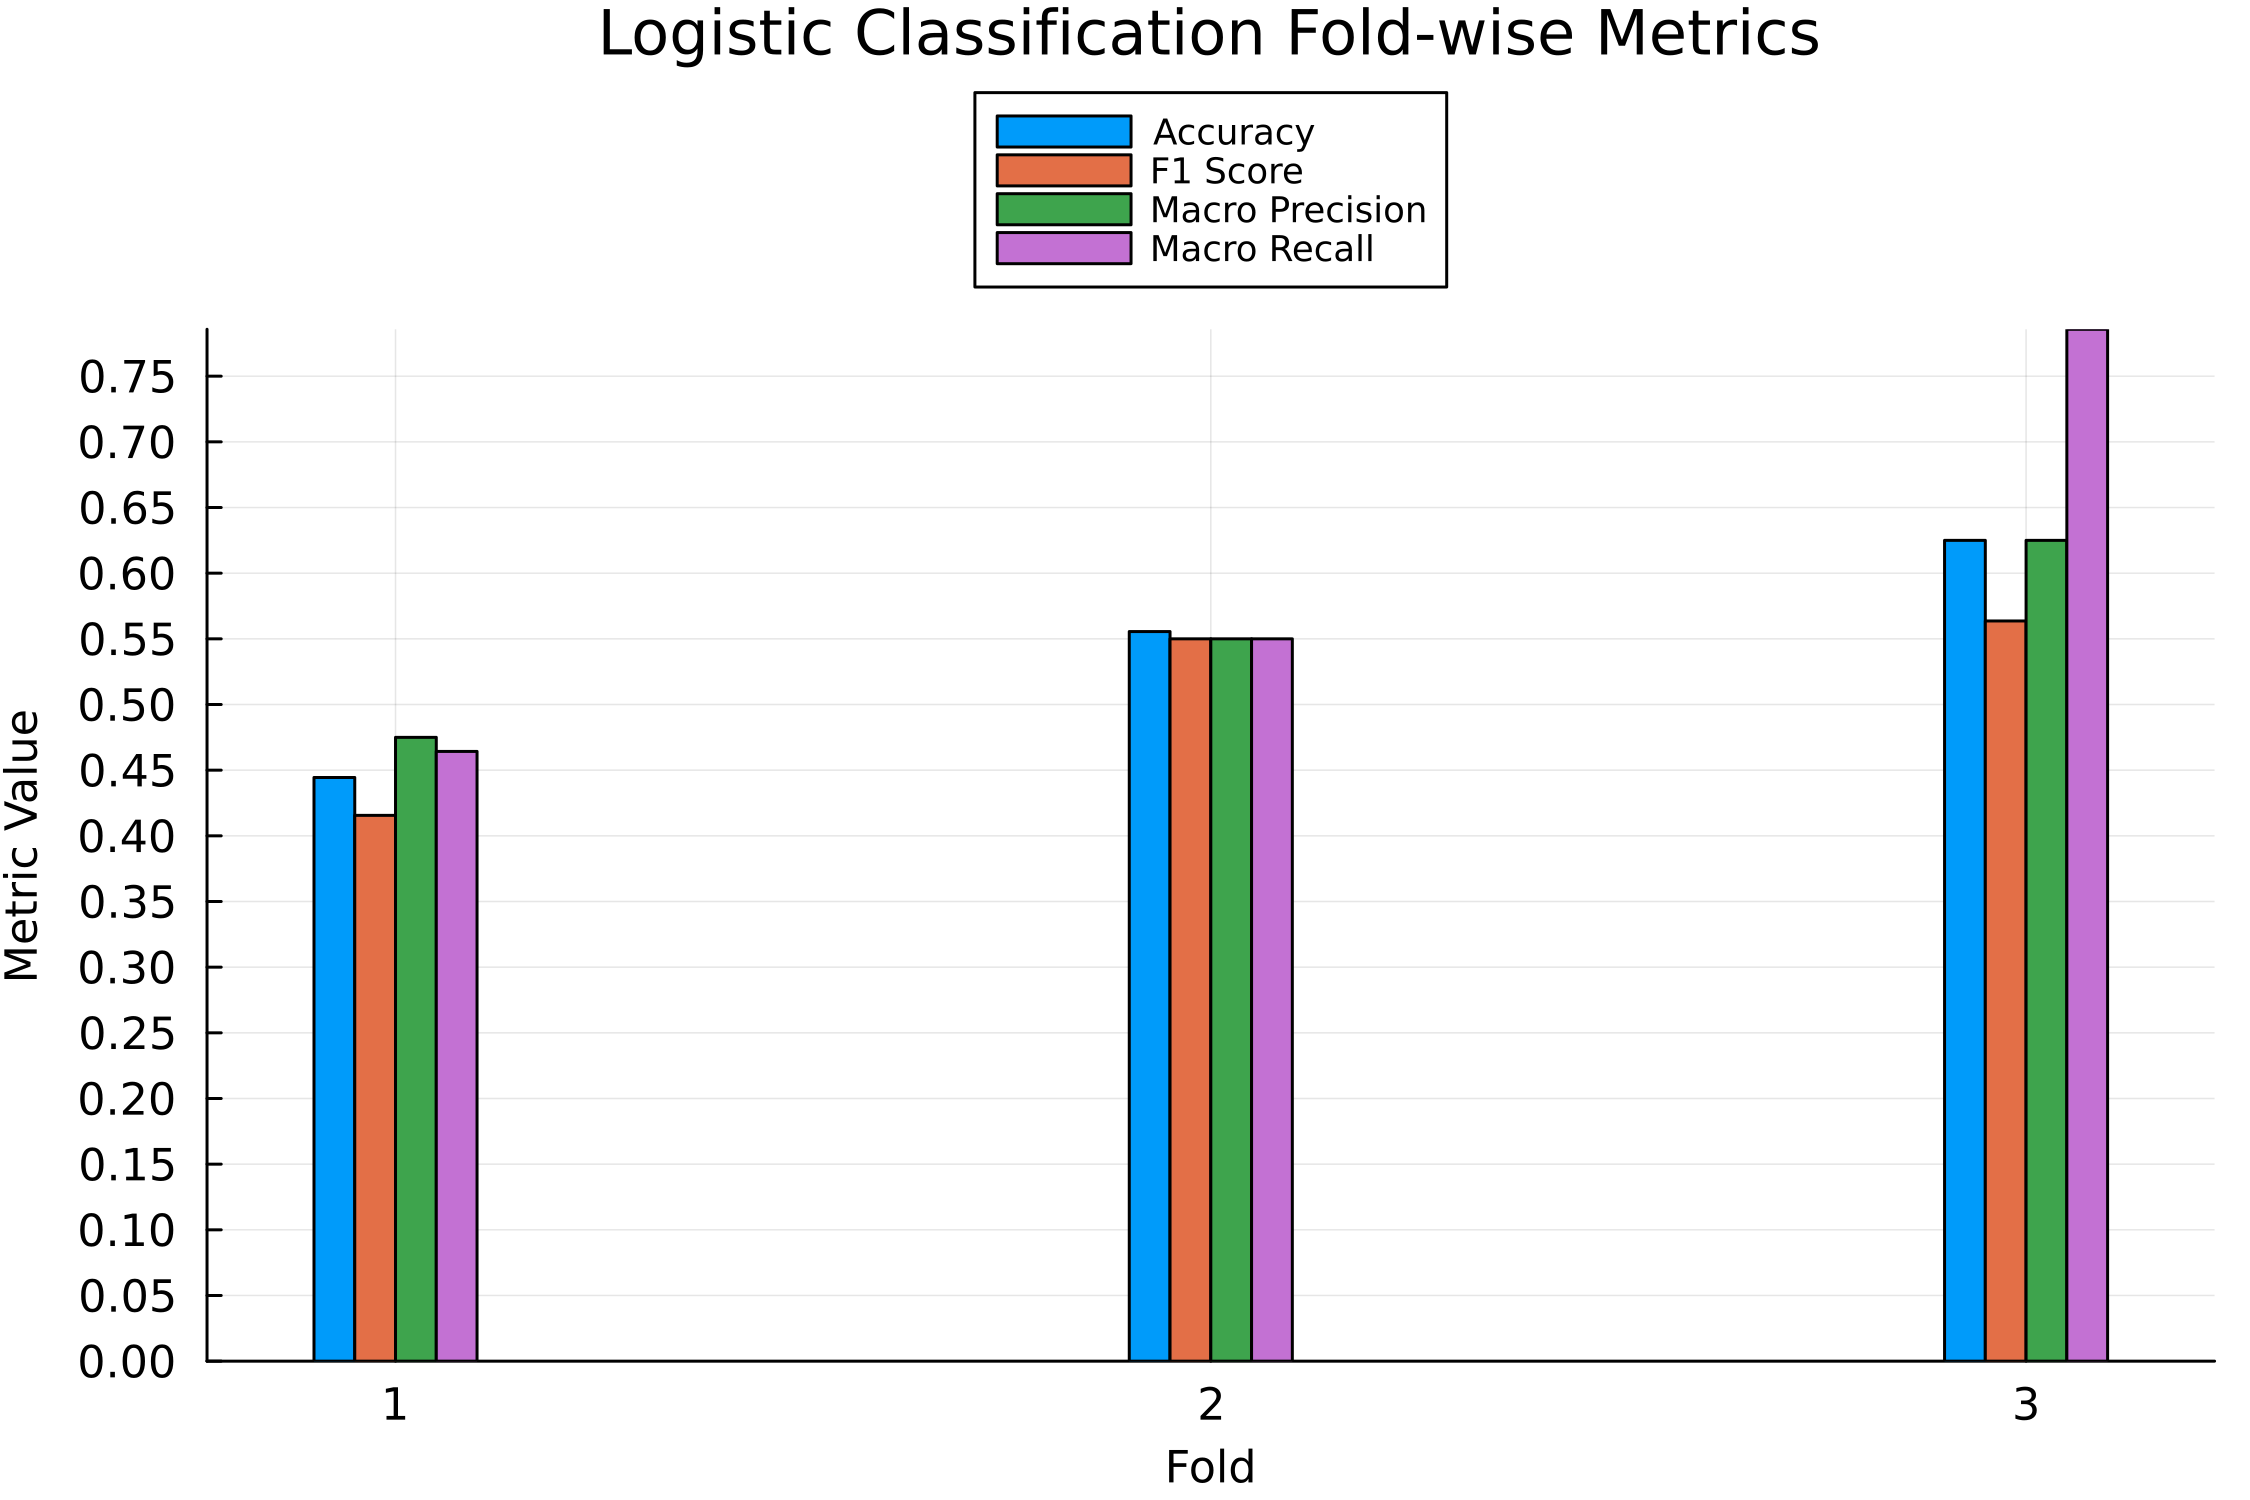 Logistic Classification Fold-wise Metrics
Accuracy
F1 Score
Macro Precision
Macro Recall
0.75
0.70
0.65
0.60
0.55
0.50
0.45
0.40
0.35
0.30
0.25
0.20
0.15
0.10
0.05
0.00
Metric Value
1 2 3
Fold